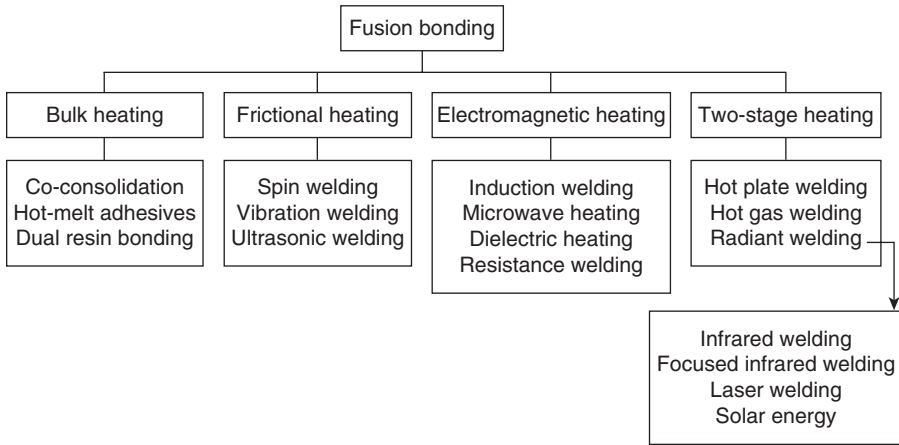 Fusion bonding
Bulk heating
Frictional heating
Electromagnetic heating
Two-stage heating
Co-consolidation
Hot-melt adhesives
Dual resin bonding
Spin welding
Vibration welding
Ultrasonic welding
Induction welding
Microwave heating
Dielectric heating
Resistance welding
Hot plate welding
Hot gas welding
Radiant welding
Infrared welding
Focused infrared welding
Laser welding
Solar energy